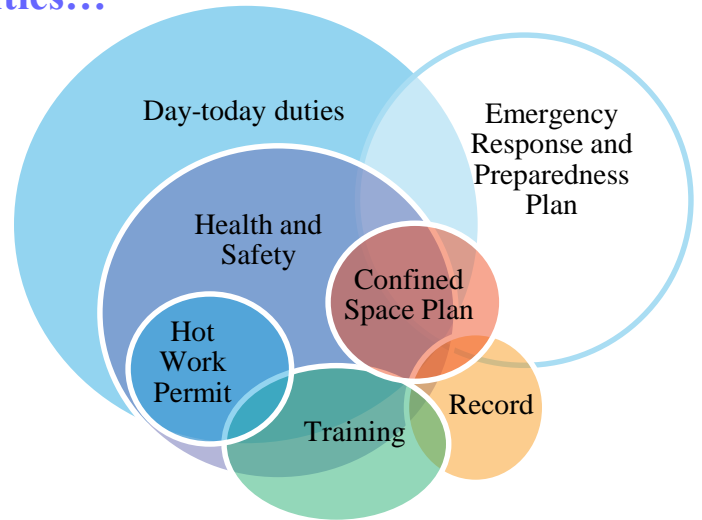 Day-today duties
Emergency
Response and
Preparedness
Plan
Health and
Safety
Confined
Space Plan
Hot
Work
Permit
Record
Training